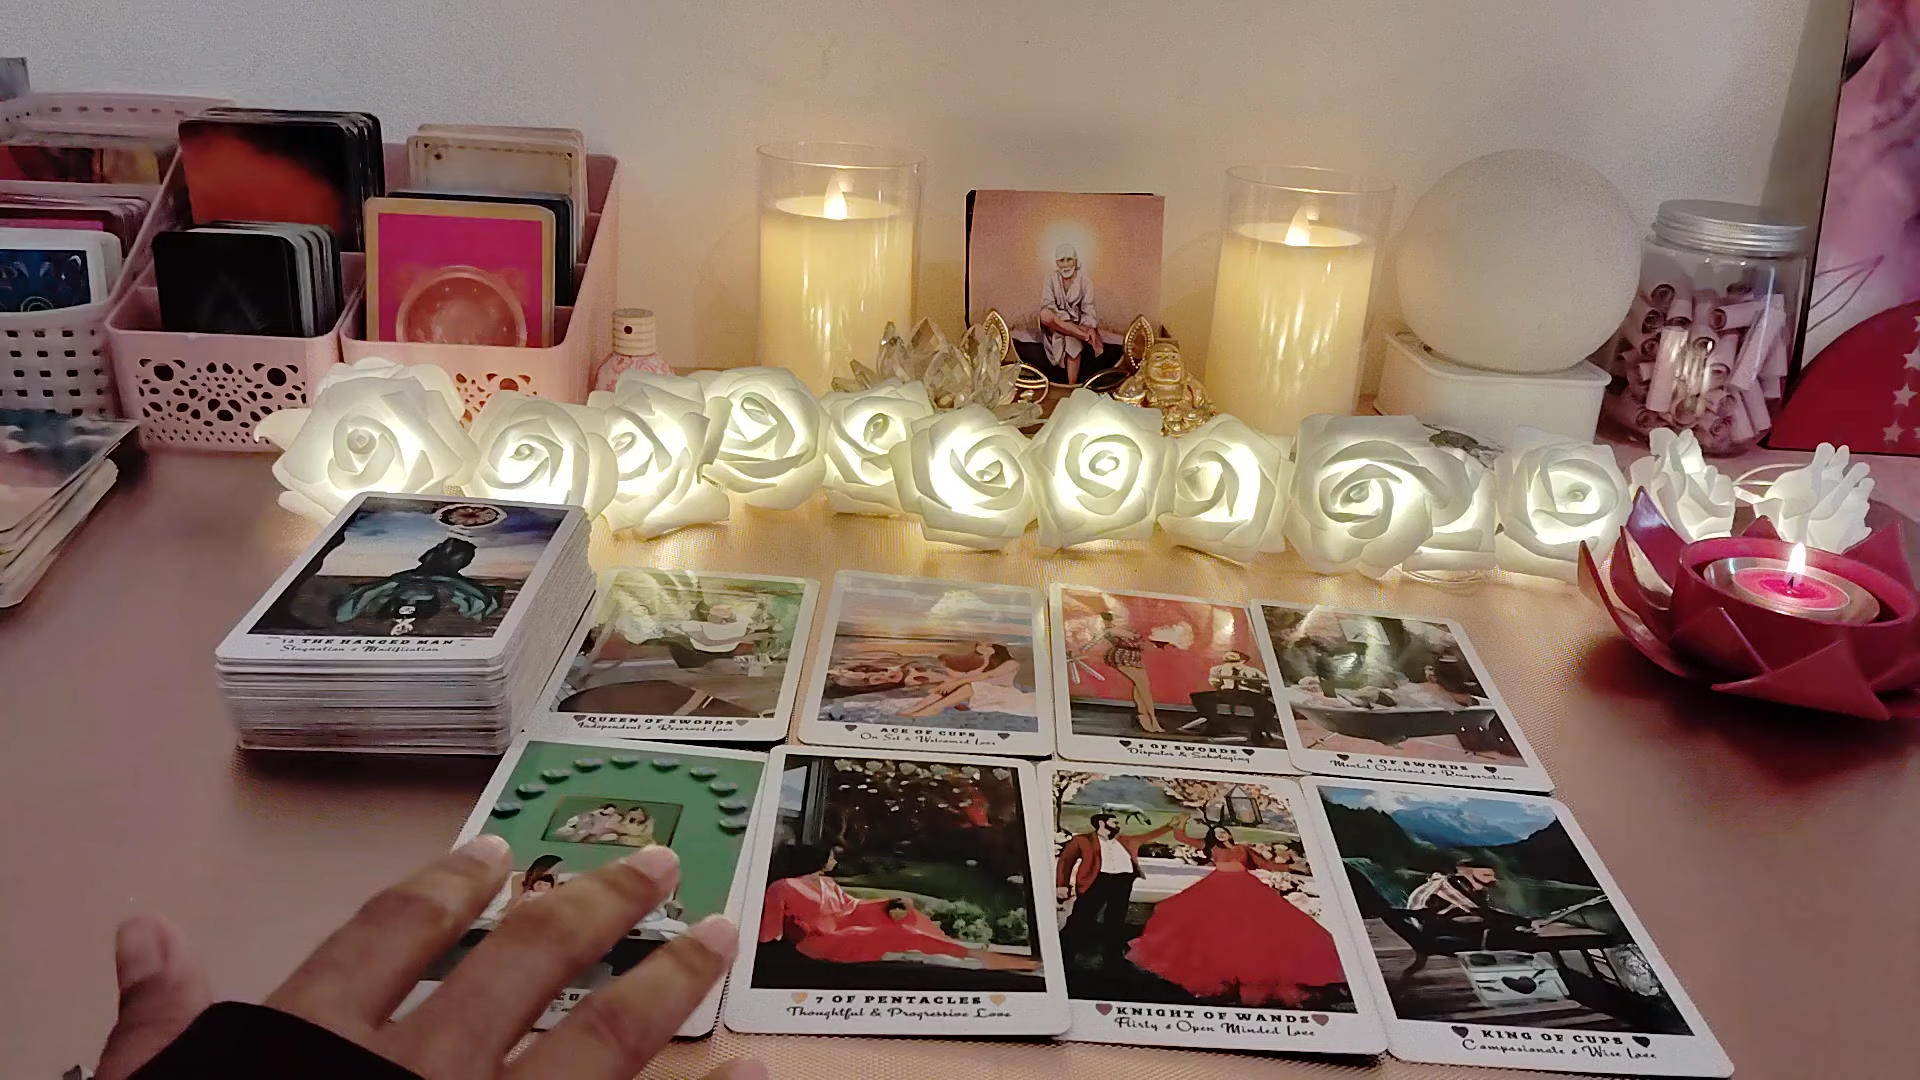 12 THE HANGED MAN
Stagnation & Modification
QUEEN OF SWORDS
Independent & Reserved Love
ACE OF CUPS
On Set & Welcomed Love
5 OF SWORDS
Disputes & Sabotaging
4 OF SWORDS
Mental Overload & Recuperation
7 OF PENTACLES
Thoughtful & Progressive Love
KNIGHT OF WANDS
Flirty & Open Minded Love
KING OF CUPS
Compasionate & Wise Love